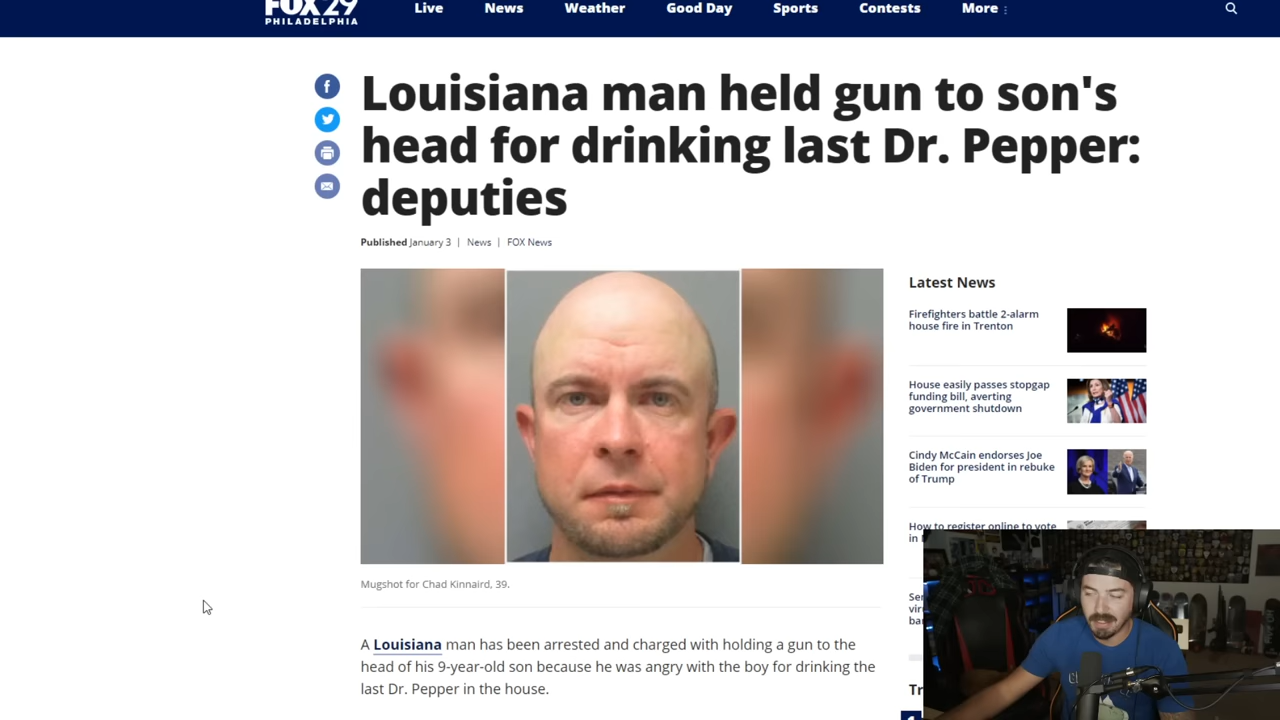 FOX 29
PHILADELPHIA
Live
News
Weather
Good Day
Sports
Contests
More
Louisiana man held gun to son's
head for drinking last Dr. Pepper:
deputies
Published January 3 | News | FOX News
Mugshot for Chad Kinnaird, 39.
A Louisiana man has been arrested and charged with holding a gun to the
head of his 9-year-old son because he was angry with the boy for drinking the
last Dr. Pepper in the house.
Latest News
Firefighters battle 2-alarm
house fire in Trenton
House easily passes stopgap
funding bill, averting
government shutdown
Cindy McCain endorses Joe
Biden for president in rebuke
of Trump
How to register online to vote